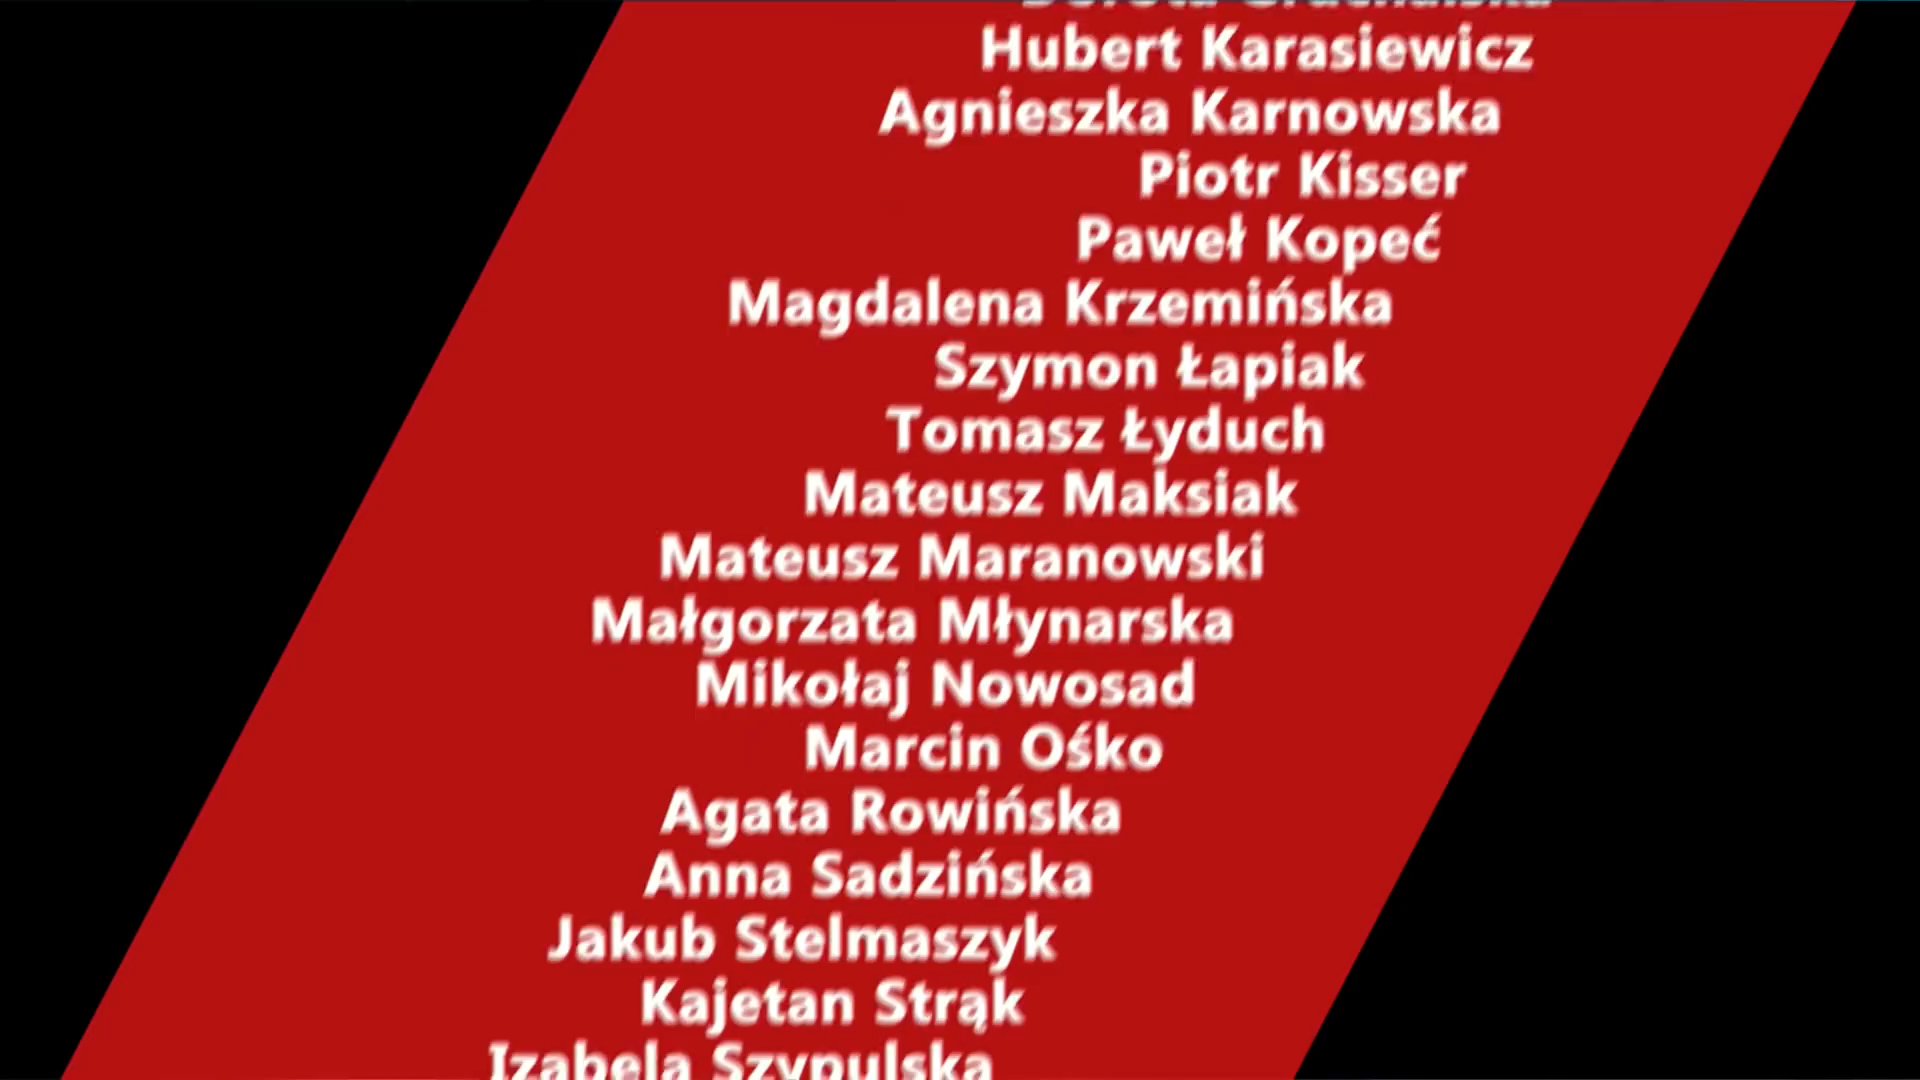 Hubert Karasiewicz
Agnieszka Karnowska
Piotr Kisser
Paweł Kopeć
Magdalena Krzemińska
Szymon Łapiak
Tomasz Łyduch
Mateusz Maksiak
Mateusz Maranowski
Małgorzata Młynarska
Mikołaj Nowosad
Marcin Ośko
Agata Rowińska
Anna Sadzińska
Jakub Stelmaszyk
Kajetan Strąk
Izabela Szypulska